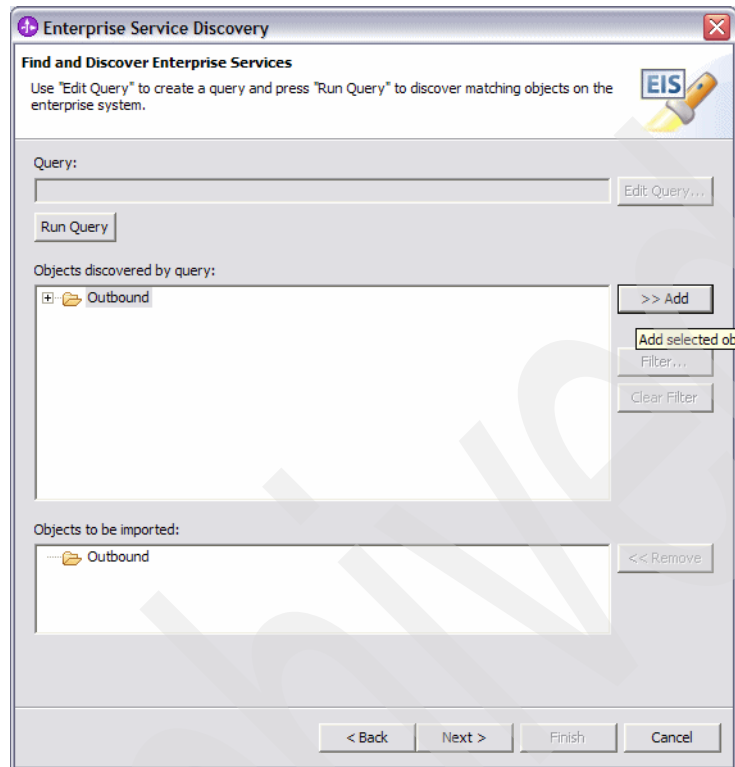 Enterprise Service Discovery
Find and Discover Enterprise Services
Use "Edit Query" to create a query and press "Run Query" to discover matching objects on the
enterprise system.
EIS
Query:
Edit Query...
Run Query
Objects discovered by query:
Outbound
>> Add
Add selected ob
Filter...
Clear Filter
Objects to be imported:
Outbound
<< Remove
< Back
Next >
Finish
Cancel